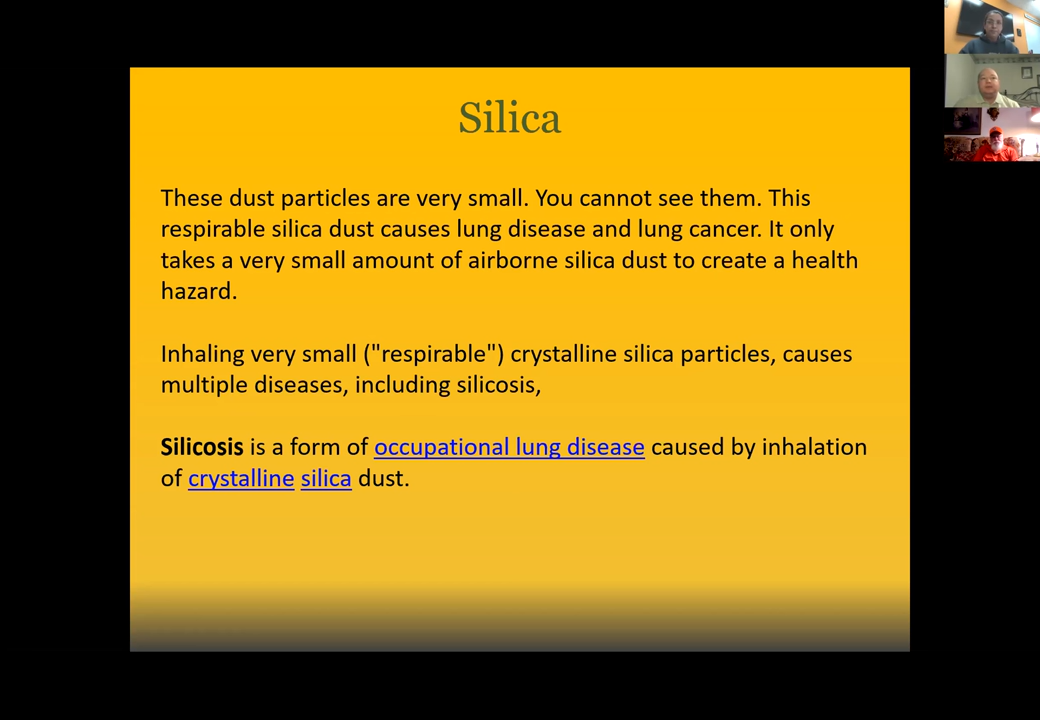 Silica
These dust particles are very small. You cannot see them. This
respirable silica dust causes lung disease and lung cancer. It only
takes a very small amount of airborne silica dust to create a health
hazard.
Inhaling very small ("respirable") crystalline silica particles, causes
multiple diseases, including silicosis,
Silicosis is a form of occupational lung disease caused by inhalation
of crystalline silica dust.